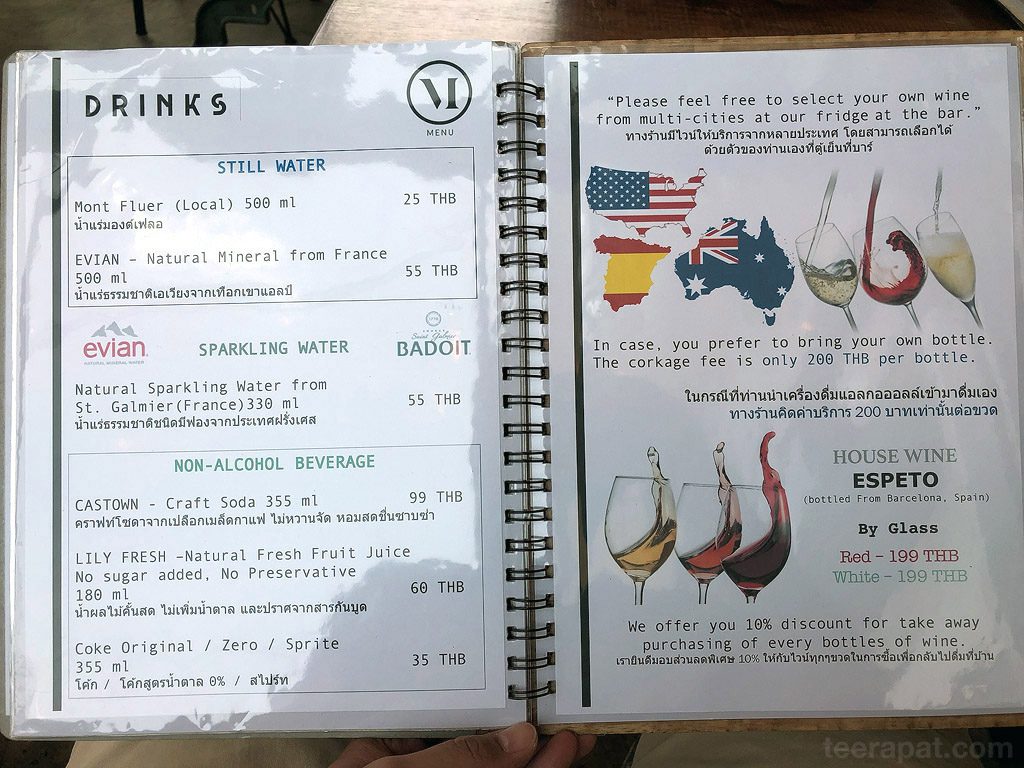 DRINKS
M
MENU
STILL WATER
Mont Fluer (Local) 500 ml 25 THB
น้ำแร่มองต์เฟลอ
EVIAN – Natural Mineral from France
500 ml 55 THB
น้ำแร่ธรรมชาติเอเวียงจากเทือกเขาแอลป์
evian
NATURAL MINERAL WATER
SPARKLING WATER
Saint Galmier
BADOIT
Natural Sparkling Water from
St. Galmier(France)330 ml 55 THB
น้ำแร่ธรรมชาติชนิดมีฟองจากประเทศฝรั่งเศส
NON-ALCOHOL BEVERAGE
CASTOWN - Craft Soda 355 ml 99 THB
คราฟท์โซดาจากเปลือกเมล็ดกาแฟ ไม่หวานจัด หอมสดชื่นซาบซ่า
LILY FRESH –Natural Fresh Fruit Juice
No sugar added, No Preservative
180 ml 60 THB
น้ำผลไม้คั้นสด ไม่เพิ่มน้ำตาล และปราศจากสารกันบูด
Coke Original / Zero / Sprite
355 ml 35 THB
โค้ก / โค้กสูตรน้ำตาล 0% / สไปร์ท
“Please feel free to select your own wine
from multi-cities at our fridge at the bar.”
ทางร้านมีไวน์ให้บริการจากหลายประเทศ โดยสามารถเลือกได้
ด้วยตัวของท่านเองที่ตู้เย็นที่บาร์
In case, you prefer to bring your own bottle.
The corkage fee is only 200 THB per bottle.
ในกรณีที่ท่านนำเครื่องดื่มแอลกอฮอลล์เข้ามาดื่มเอง
ทางร้านคิดค่าบริการ 200 บาทเท่านั้นต่อขวด
HOUSE WINE
ESPETO
(bottled From Barcelona, Spain)
By Glass
Red – 199 THB
White – 199 THB
We offer you 10% discount for take away
purchasing of every bottles of wine.
เรายินดีมอบส่วนลดพิเศษ 10% ให้กับไวน์ทุกขวดในการซื้อเพื่อกลับไปดื่มที่บ้าน
teerapat.com